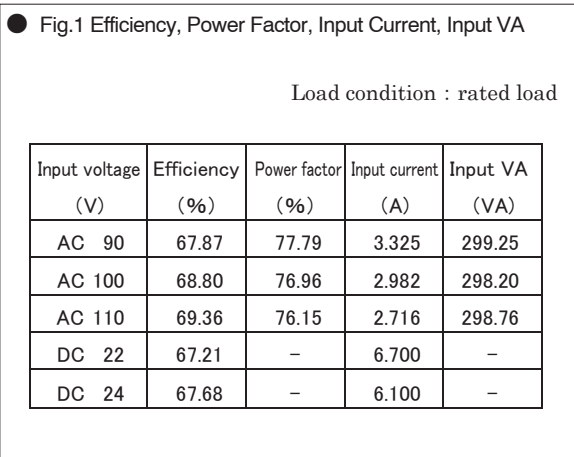 ● Fig.1 Efficiency, Power Factor, Input Current, Input VA
Load condition : rated load
Input voltage Efficiency Power factor Input current Input VA
(V) (%) (%) (A) (VA)
AC 90 67.87 77.79 3.325 299.25
AC 100 68.80 76.96 2.982 298.20
AC 110 69.36 76.15 2.716 298.76
DC 22 67.21 － 6.700 －
DC 24 67.68 － 6.100 －